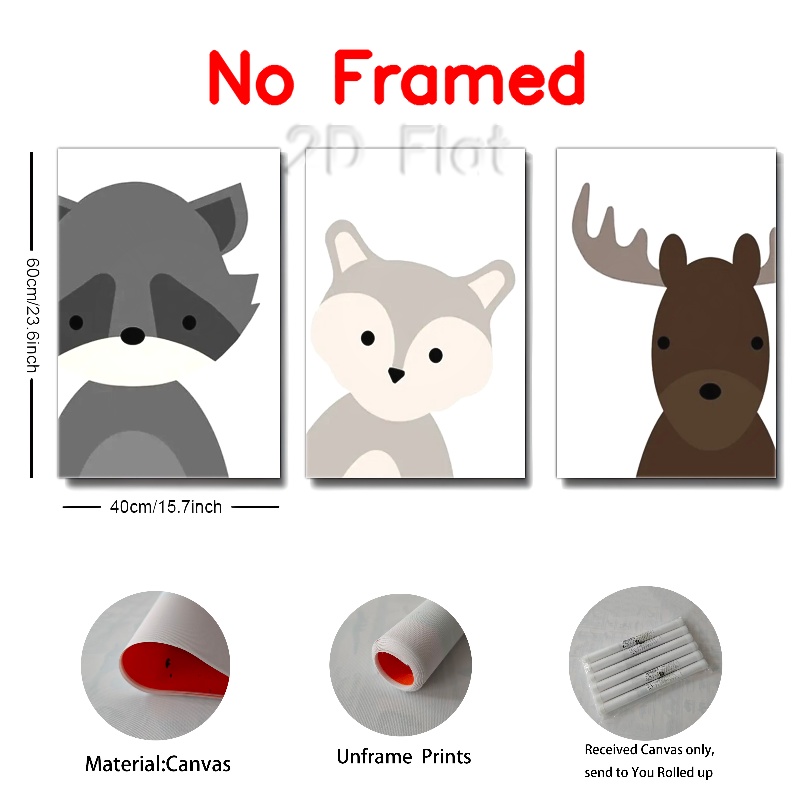 No Framed
2D Flat
60cm/23.6inch
40cm/15.7inch
Material:Canvas
Unframe Prints
Received Canvas only,
send to You Rolled up